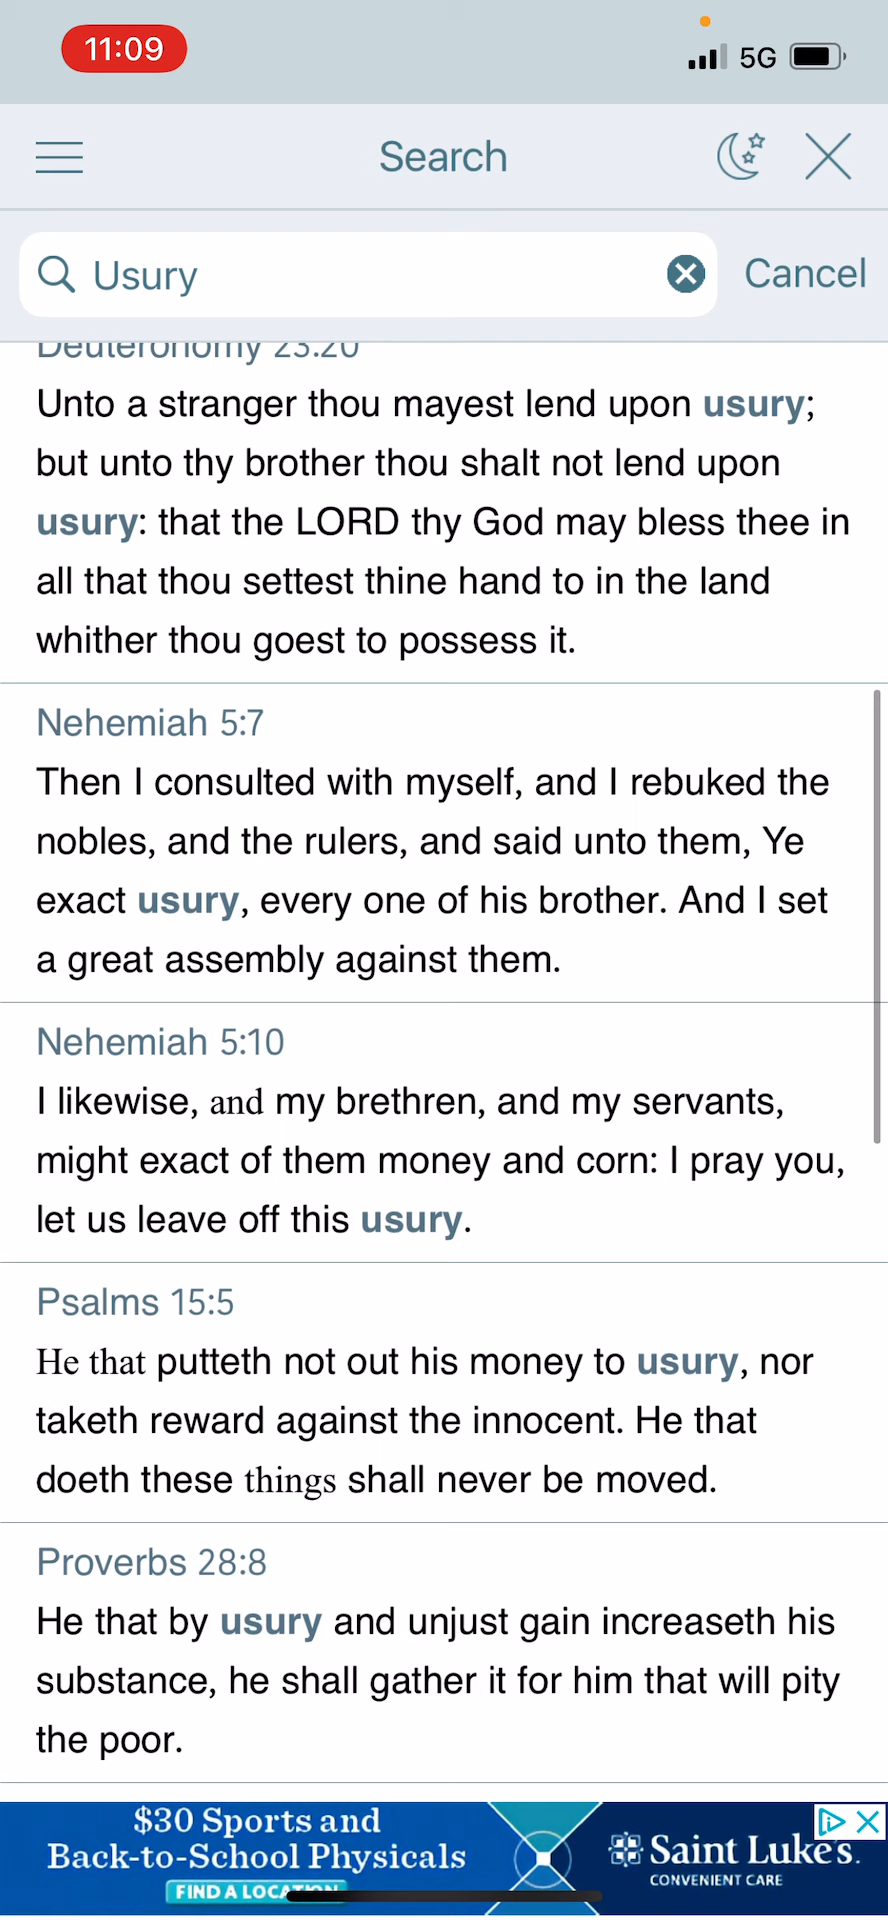 11:09
5G
Search
Usury
Cancel
Deuteronomy 23:20
Unto a stranger thou mayest lend upon usury;
but unto thy brother thou shalt not lend upon
usury: that the LORD thy God may bless thee in
all that thou settest thine hand to in the land
whither thou goest to possess it.
Nehemiah 5:7
Then I consulted with myself, and I rebuked the
nobles, and the rulers, and said unto them, Ye
exact usury, every one of his brother. And I set
a great assembly against them.
Nehemiah 5:10
I likewise, and my brethren, and my servants,
might exact of them money and corn: I pray you,
let us leave off this usury.
Psalms 15:5
He that putteth not out his money to usury, nor
taketh reward against the innocent. He that
doeth these things shall never be moved.
Proverbs 28:8
He that by usury and unjust gain increaseth his
substance, he shall gather it for him that will pity
the poor.
$30 Sports and
Back-to-School Physicals
FIND A LOCATION
Saint Luke's.
CONVENIENT CARE